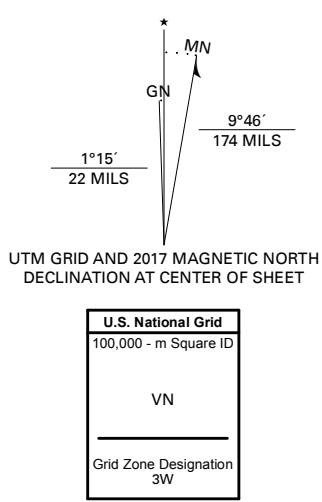 ★
MN
GN
9°46´
174 MILS
1°15´
22 MILS
UTM GRID AND 2017 MAGNETIC NORTH
DECLINATION AT CENTER OF SHEET
U.S. National Grid
100,000 - m Square ID
VN
Grid Zone Designation
3W